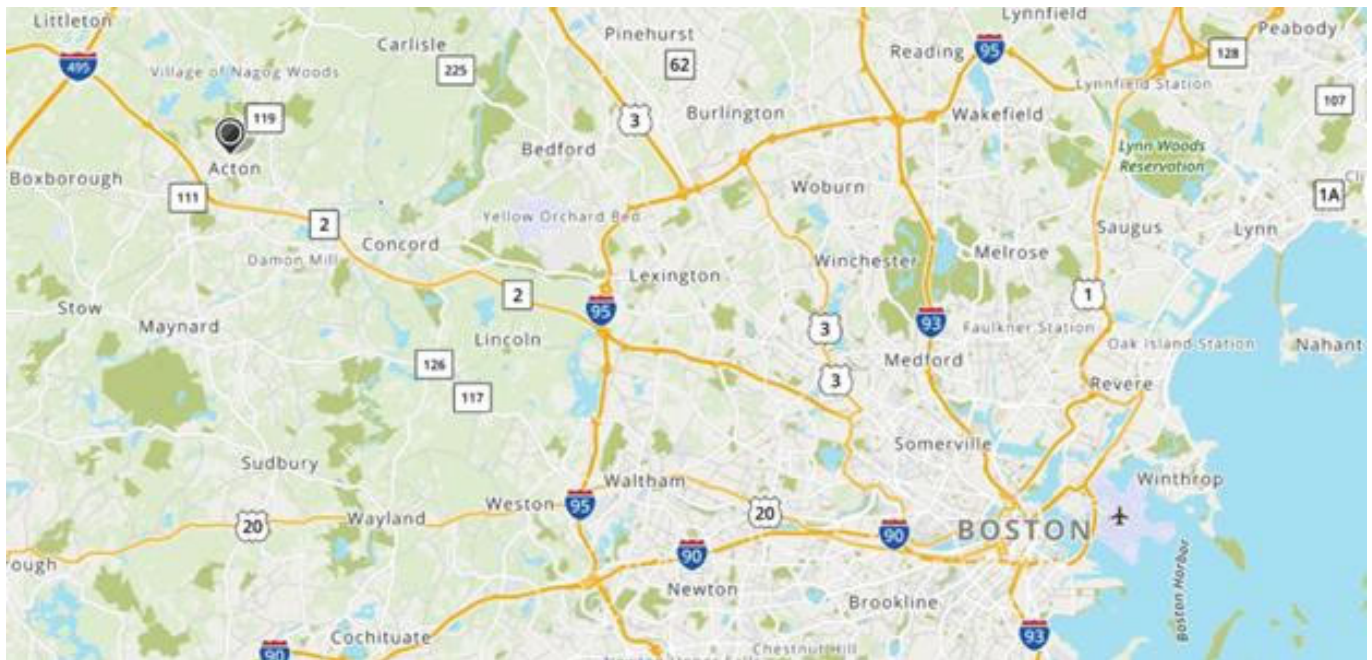 Littleton
Pinehurst
Lynnfield
Peabody
Carlisle
Reading
95
128
495
62
225
Village of Nagog Woods
Lynnfield Station
107
119
3
Burlington
Wakefield
Bedford
Lynn Woods
Reservation
Acton
Boxborough
Woburn
Cli
111
1A
Yellow Orchard Bed
2
Saugus
Lynn
Concord
Melrose
Damon Mill
Winchester
Lexington
2
95
1
Stow
Maynard
3
93
Faulkner Station
Lincoln
Oak Island Station
Nahant
126
Medford
3
Revere
117
Somerville
Sudbury
Waltham
Winthrop
Weston
95
20
Wayland
20
90
BOSTON
90
rough
Newton
Boston Harbor
Brookline
Cochituate
93
Chestnut Hill
90